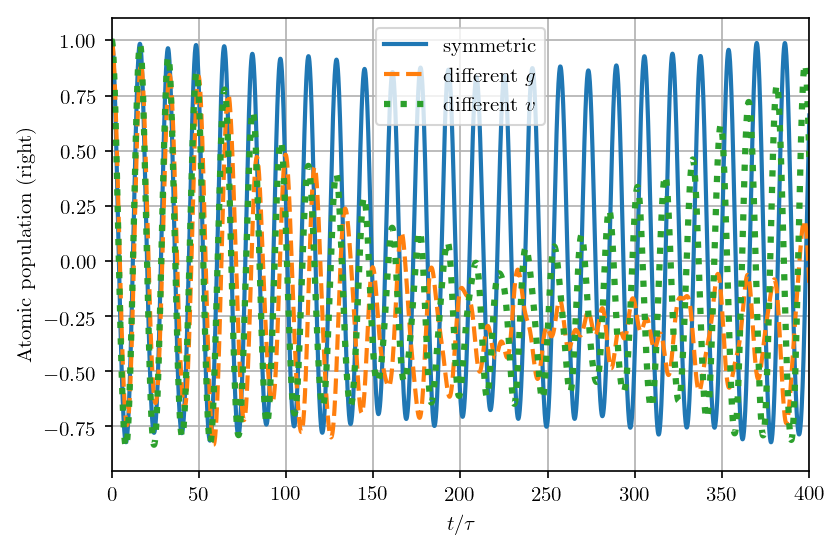 1.00
0.75
0.50
0.25
0.00
−0.25
−0.50
−0.75
Atomic population (right)
symmetric
different g
different v
0 50 100 150 200 250 300 350 400
t/τ